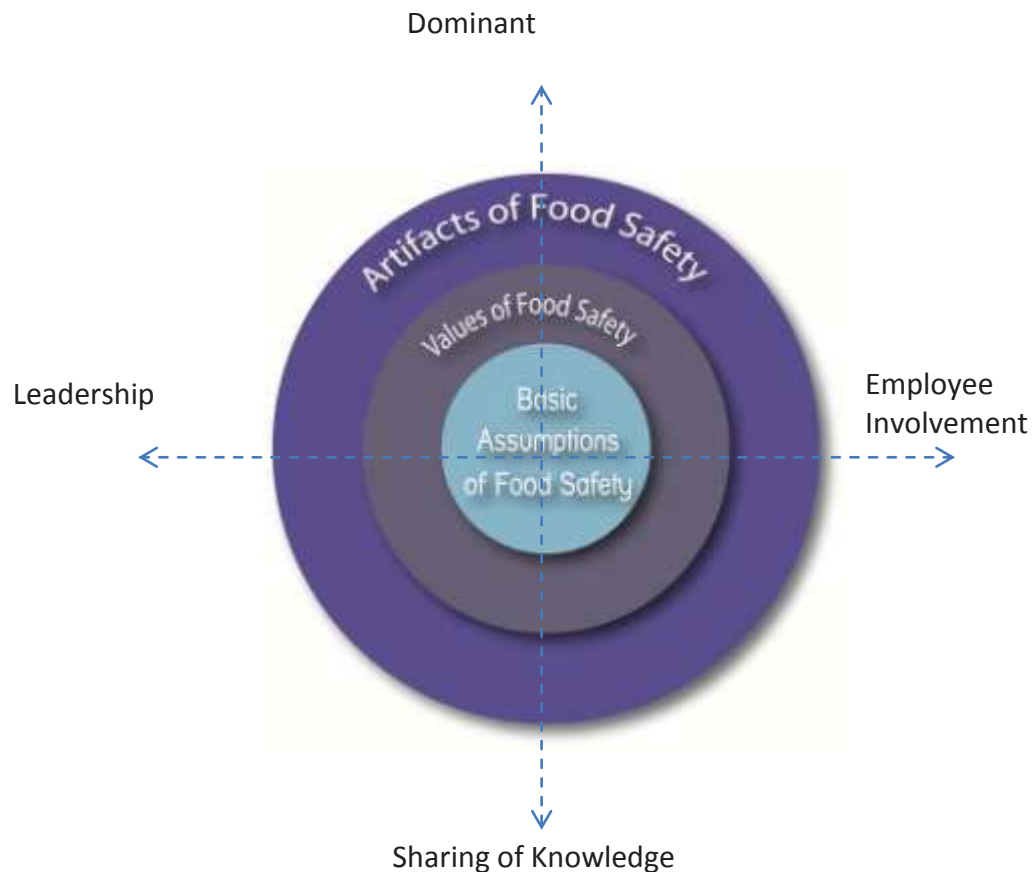 Dominant
Artifacts of Food Safety
Values of Food Safety
Basic
Assumptions
of Food Safety
Leadership
Employee
Involvement
Sharing of Knowledge